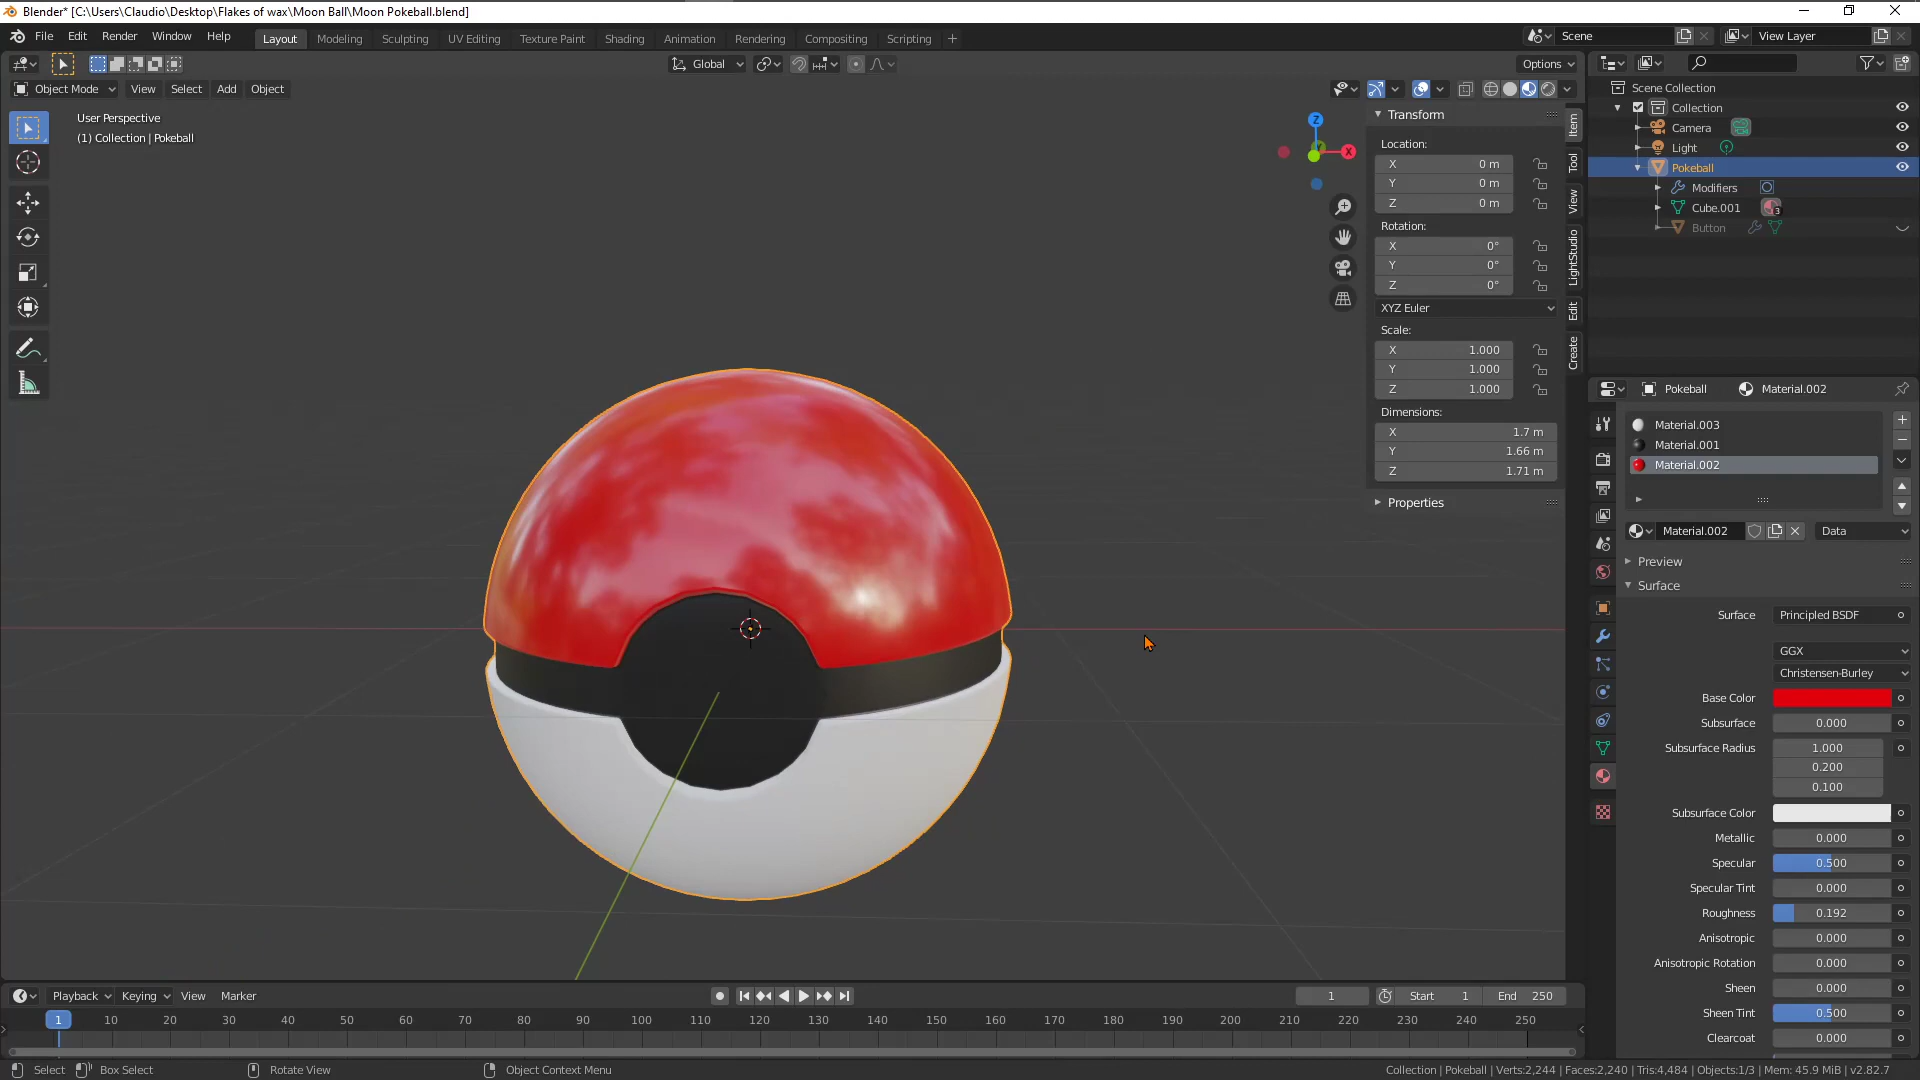 Blender* [C:\Users\Claudio\Desktop\Flakes of wax\Moon Ball\Moon Pokeball.blend]
File Edit Render Window Help Layout Modeling Sculpting UV Editing Texture Paint Shading Animation Rendering Compositing Scripting + Scene View Layer
Global Options
Object Mode View Select Add Object
User Perspective
(1) Collection | Pokeball
Z
X
Transform
Location:
X 0 m
Y 0 m
Z 0 m
Rotation:
X 0°
Y 0°
Z 0°
XYZ Euler
Scale:
X 1.000
Y 1.000
Z 1.000
Dimensions:
X 1.7 m
Y 1.66 m
Z 1.71 m
Properties
Item
Tool
View
LightStudio
Edit
Create
Scene Collection
Collection
Camera
Light
Pokeball
Modifiers
Cube.001 3
Button
Pokeball Material.002
Material.003
Material.001
Material.002
Material.002 Data
Preview
Surface
Surface Principled BSDF
GGX
Christensen-Burley
Base Color
Subsurface 0.000
Subsurface Radius 1.000
0.200
0.100
Subsurface Color
Metallic 0.000
Specular 0.500
Specular Tint 0.000
Roughness 0.192
Anisotropic 0.000
Anisotropic Rotation 0.000
Sheen 0.000
Sheen Tint 0.500
Clearcoat 0.000
Playback Keying View Marker 1 Start 1 End 250
1 10 20 30 40 50 60 70 80 90 100 110 120 130 140 150 160 170 180 190 200 210 220 230 240 250
Select Box Select Rotate View Object Context Menu Collection | Pokeball | Verts:2,244 | Faces:2,240 | Tris:4,484 | Objects:1/3 | Mem: 45.9 MiB | v2.82.7